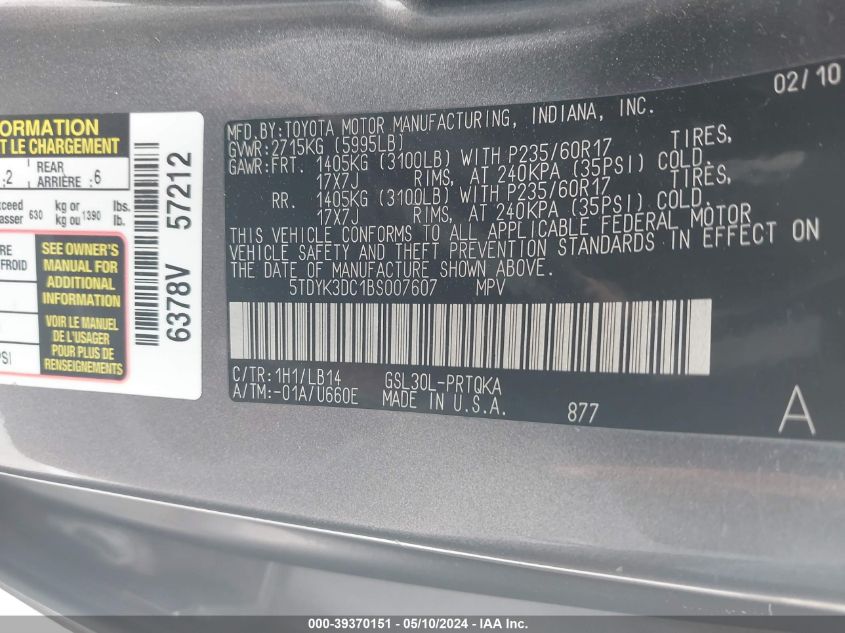 ORMATION
T LE CHARGEMENT
:2 REAR ARRIÈRE :6
xceed kg or lbs.
asser 630 kg ou 1390 lb.
RE
FROID
SI
SEE OWNER'S
MANUAL FOR
ADDITIONAL
INFORMATION
VOIR LE MANUEL
DE L'USAGER
POUR PLUS DE
RENSEIGNEMENTS
6378V 57212
02/10
MFD.BY:TOYOTA MOTOR MANUFACTURING, INDIANA, INC.
GVWR:2715KG (5995LB)
GAWR:FRT. 1405KG (3100LB) WITH P235/60R17 TIRES,
17X7J RIMS, AT 240KPA (35PSI) COLD.
RR. 1405KG (3100LB) WITH P235/60R17 TIRES,
17X7J RIMS, AT 240KPA (35PSI) COLD.
THIS VEHICLE CONFORMS TO ALL APPLICABLE FEDERAL MOTOR
VEHICLE SAFETY AND THEFT PREVENTION STANDARDS IN EFFECT ON
THE DATE OF MANUFACTURE SHOWN ABOVE.
5TDYK3DC1BS007607 MPV
C/TR:1H1/LB14 GSL30L-PRTQKA
A/TM:-01A/U660E MADE IN U.S.A.
877
A
000-39370151 - 05/10/2024 - IAA Inc.